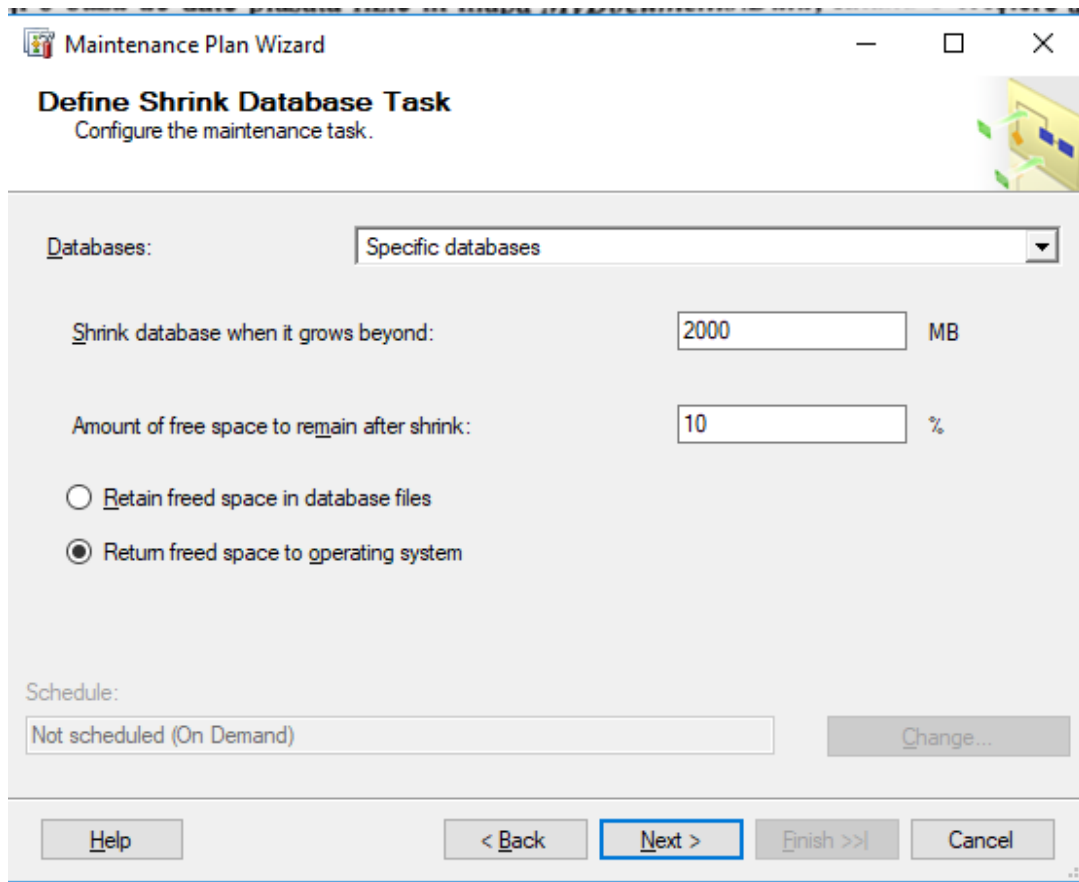 Maintenance Plan Wizard
Define Shrink Database Task
Configure the maintenance task.
Databases: Specific databases
Shrink database when it grows beyond: 2000 MB
Amount of free space to remain after shrink: 10 %
Retain freed space in database files
Return freed space to operating system
Schedule:
Not scheduled (On Demand) Change...
Help < Back Next > Finish >>| Cancel